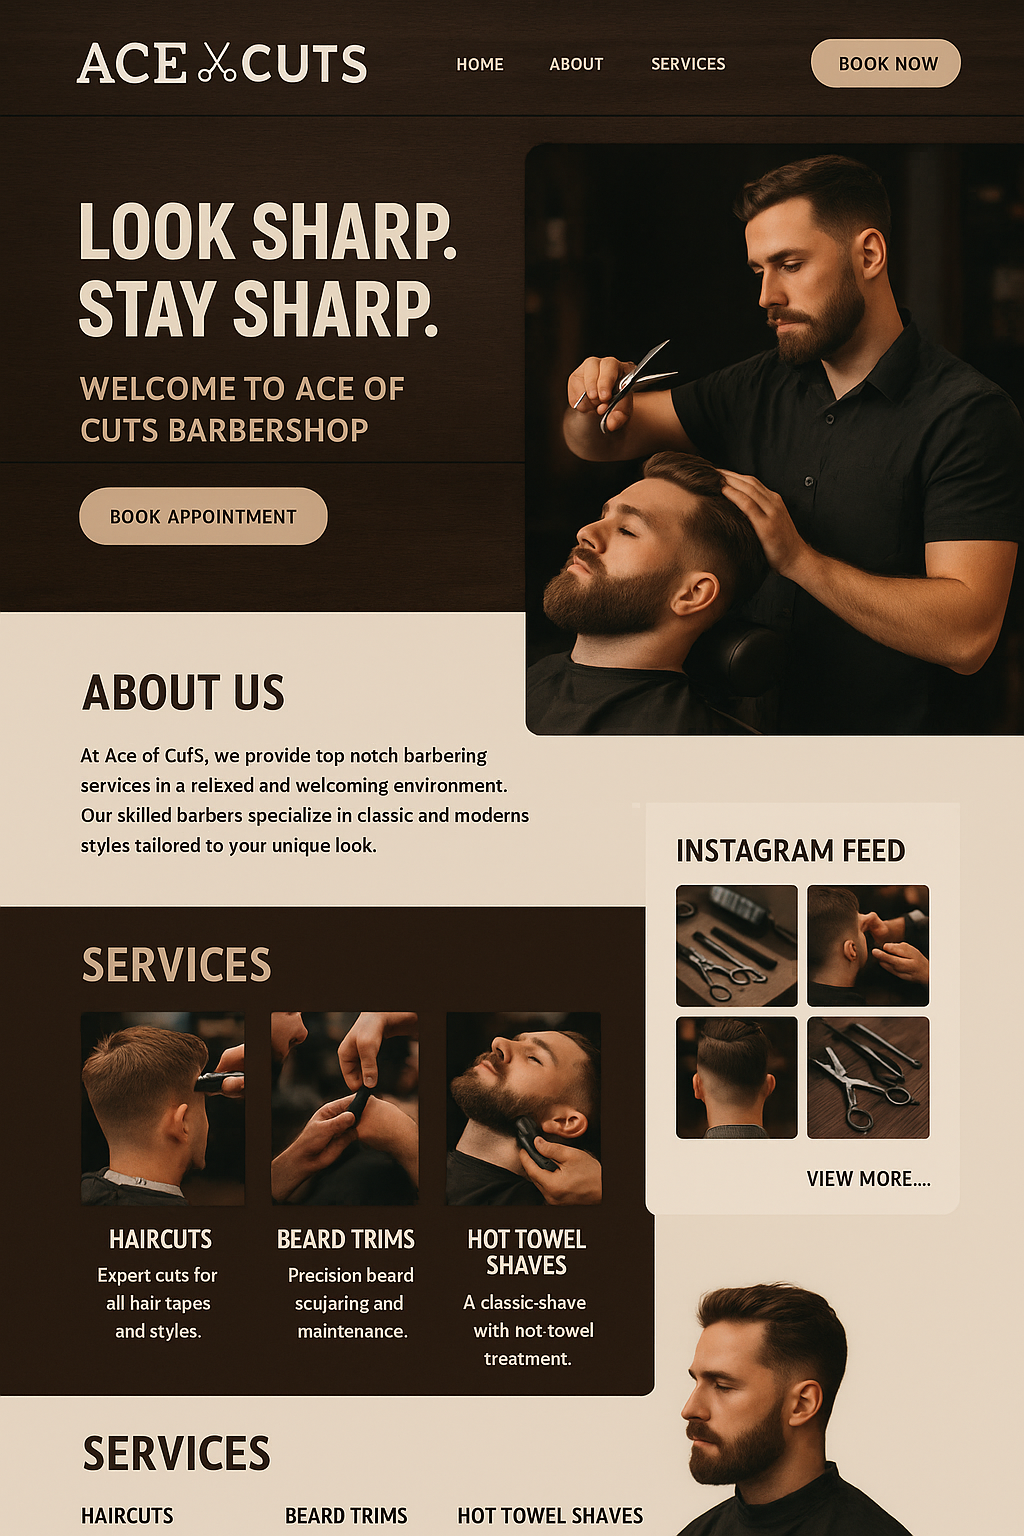 ACE CUTS
HOME ABOUT SERVICES BOOK NOW
LOOK SHARP.
STAY SHARP.
WELCOME TO ACE OF
CUTS BARBERSHOP
BOOK APPOINTMENT
ABOUT US
At Ace of CufS, we provide top notch barbering
services in a relExed and welcoming environment.
Our skilled barbers specialize in classic and moderns
styles tailored to your unique look.
INSTAGRAM FEED
VIEW MORE....
SERVICES
HAIRCUTS
Expert cuts for
all hair tapes
and styles.
BEARD TRIMS
Precision beard
scujaring and
maintenance.
HOT TOWEL
SHAVES
A classic-shave
with hot-towel
treatment.
SERVICES
HAIRCUTS BEARD TRIMS HOT TOWEL SHAVES